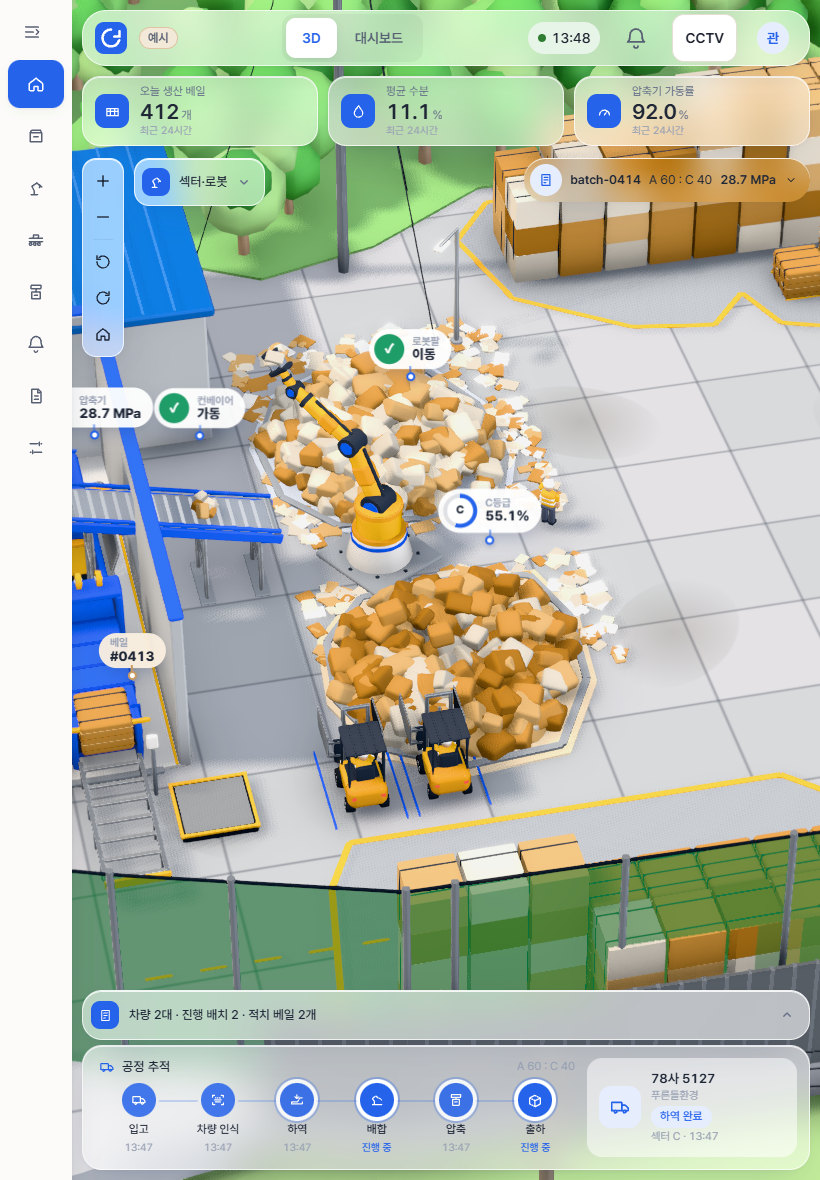 예시
3D
대시보드
13:48
CCTV
관
오늘 생산 베일
412개
최근 24시간
평균 수분
11.1%
최근 24시간
압축기 가동률
92.0%
최근 24시간
섹터·로봇
batch-0414 A 60 : C 40 28.7 MPa
로봇팔
이동
압축기
28.7 MPa
컨베이어
가동
C
C등급
55.1%
베일
#0413
차량 2대 · 진행 배치 2 · 적치 베일 2개
공정 추적
A 60 : C 40
입고
13:47
차량 인식
13:47
하역
13:47
배합
진행 중
압축
13:47
출하
진행 중
78사 5127
푸른들환경
하역 완료
섹터 C · 13:47